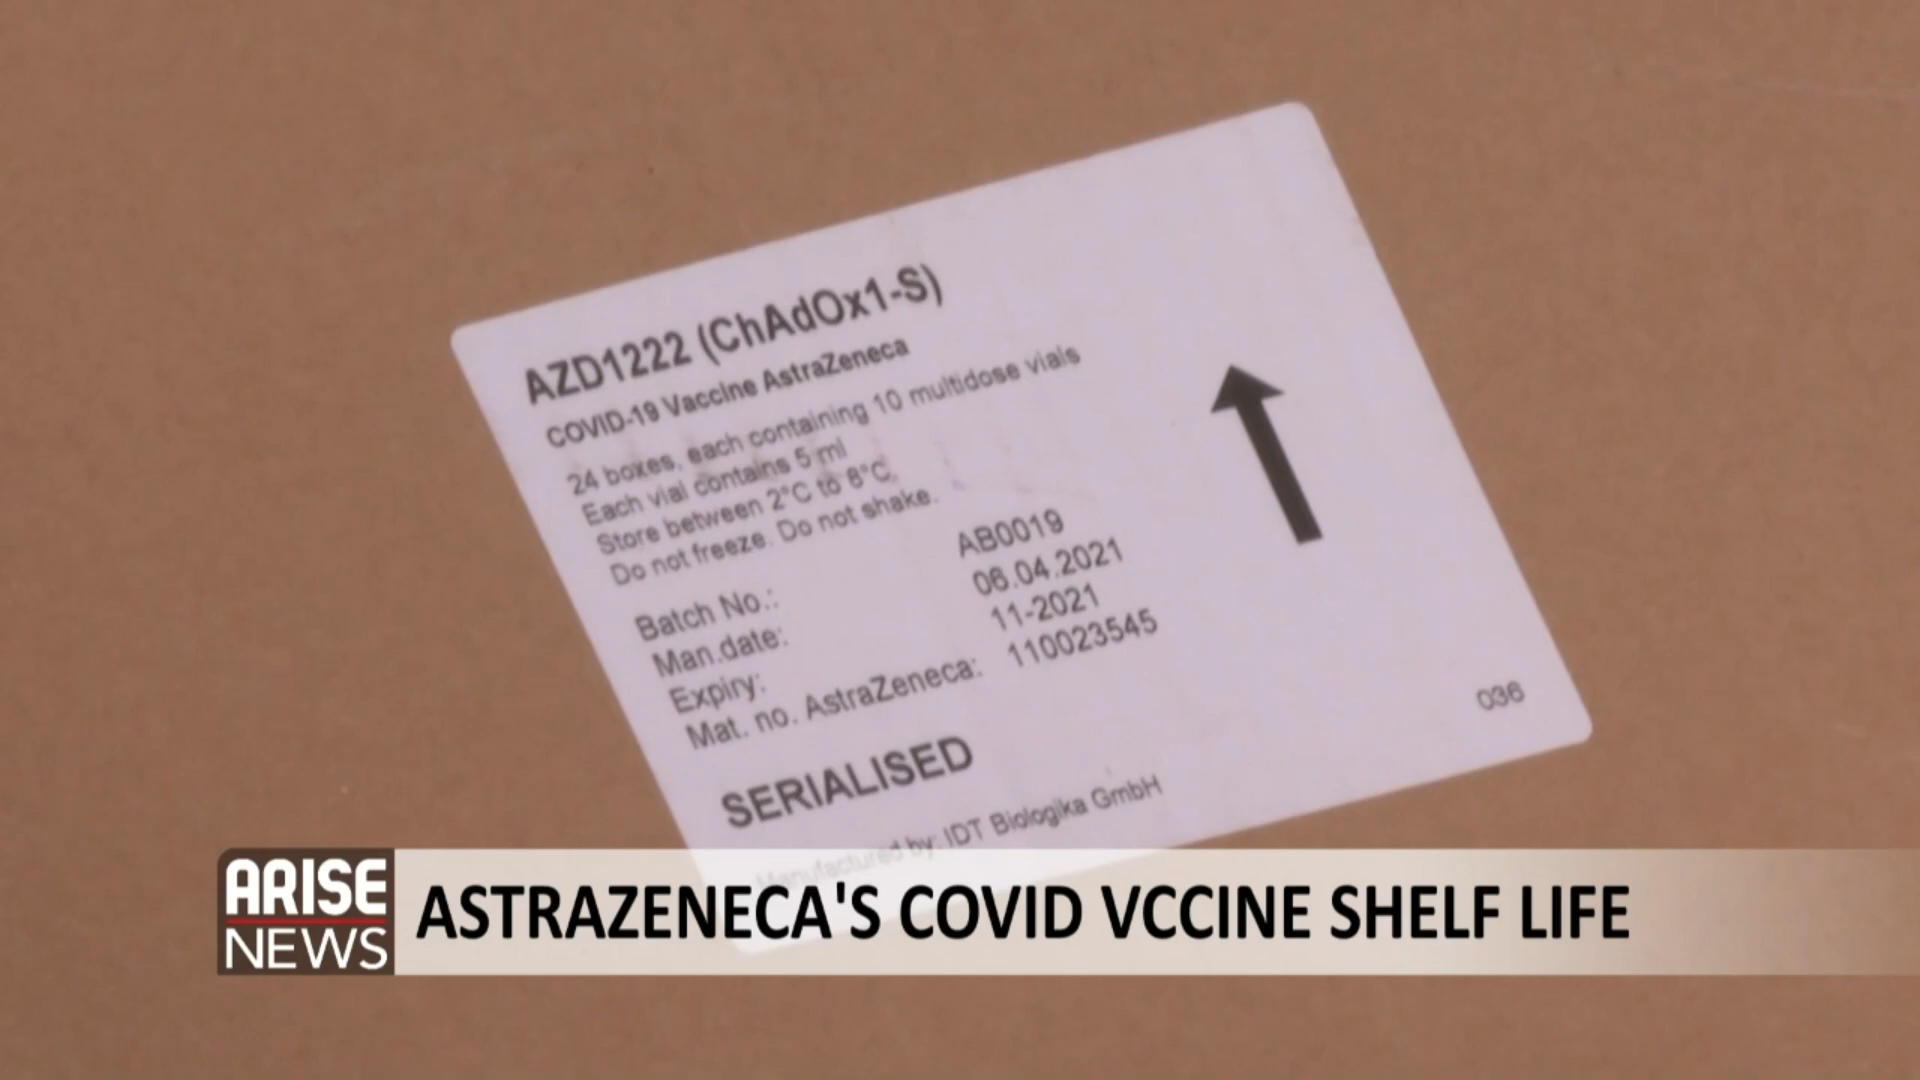 AZD1222 (ChAdOx1-S)
COVID-19 Vaccine AstraZeneca
24 boxes, each containing 10 multidose vials
Each vial contains 5 ml
Store between 2°C to 8°C.
Do not freeze. Do not shake.
Batch No.: AB0019
Man.date: 06.04.2021
Expiry: 11-2021
Mat. no. AstraZeneca: 110023545
036
SERIALISED
Manufactured by: IDT Biologika GmbH
ARISE
NEWS
ASTRAZENECA'S COVID VCCINE SHELF LIFE